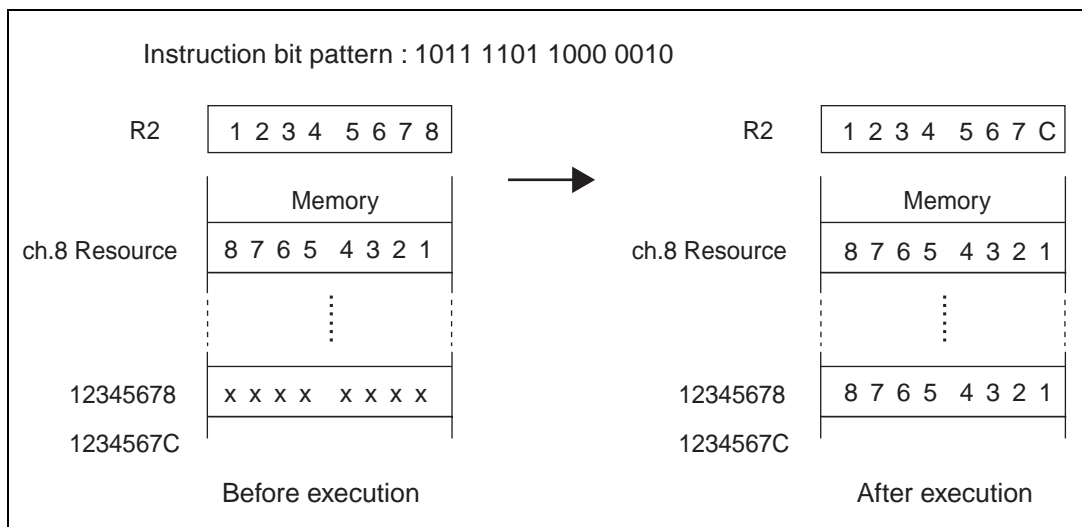 Instruction bit pattern : 1011 1101 1000 0010
R2 1 2 3 4 5 6 7 8 R2 1 2 3 4 5 6 7 C
Memory Memory
ch.8 Resource 8 7 6 5 4 3 2 1 ch.8 Resource 8 7 6 5 4 3 2 1
12345678 x x x x x x x x 12345678 8 7 6 5 4 3 2 1
1234567C 1234567C
Before execution After execution